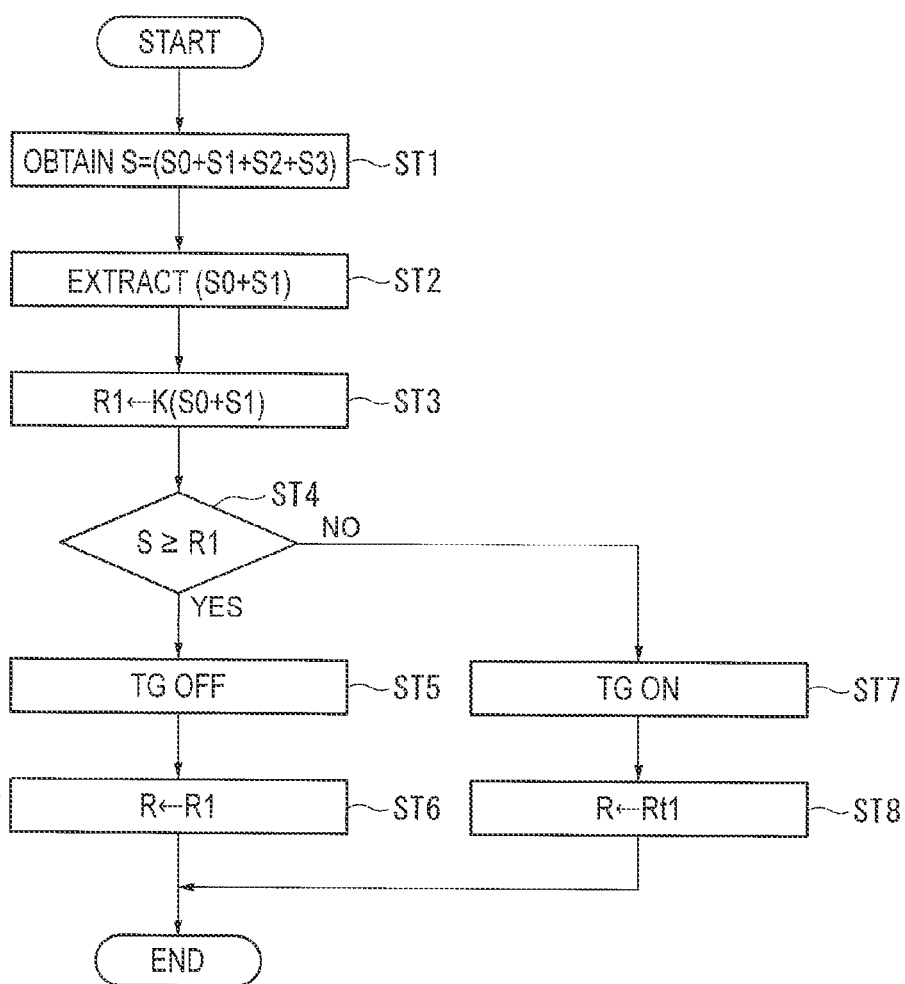 START
OBTAIN S=(S0+S1+S2+S3)
ST1
EXTRACT (S0+S1)
ST2
R1←K(S0+S1)
ST3
ST4
S ≥ R1
NO
YES
TG OFF
ST5
TG ON
ST7
R←R1
ST6
R←Rt1
ST8
END